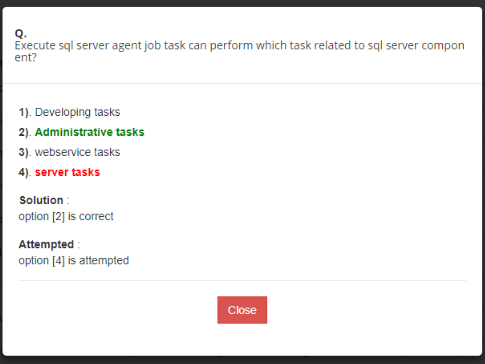 Q.
Execute sql server agent job task can perform which task related to sql server compon
ent?
1). Developing tasks
2). Administrative tasks
3). webservice tasks
4). server tasks
Solution :
option [2] is correct
Attempted :
option [4] is attempted
Close